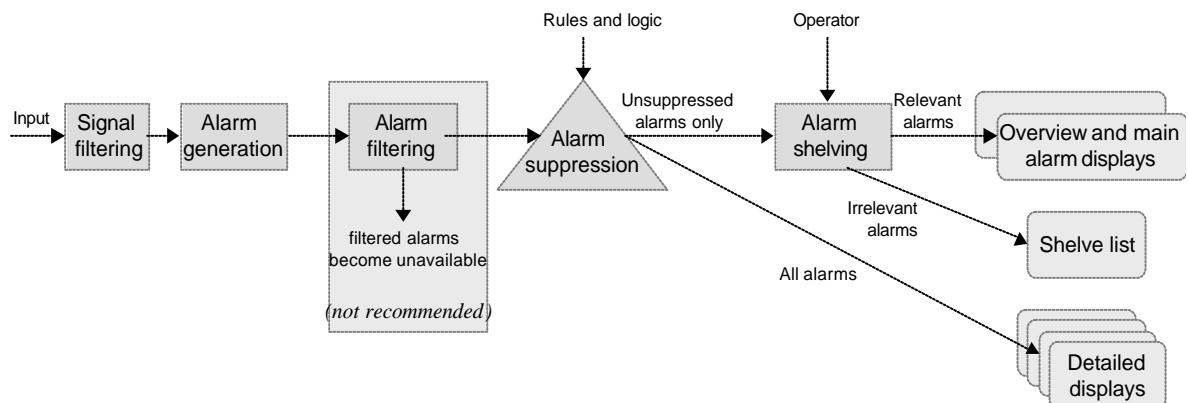 Rules and logic
Operator
Input
Signal
filtering
Alarm
generation
Alarm
filtering
filtered alarms
become unavailable
(not recommended)
Alarm
suppression
Unsuppressed
alarms only
Alarm
shelving
Relevant
alarms
Overview and main
alarm displays
Irrelevant
alarms
Shelve list
All alarms
Detailed
displays